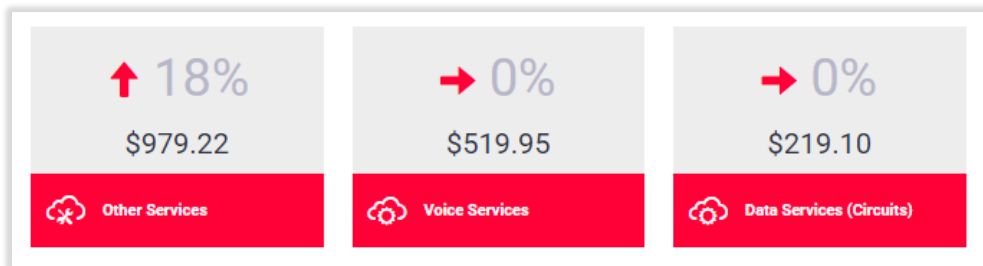 18%
$979.22
Other Services
0%
$519.95
Voice Services
0%
$219.10
Data Services (Circuits)